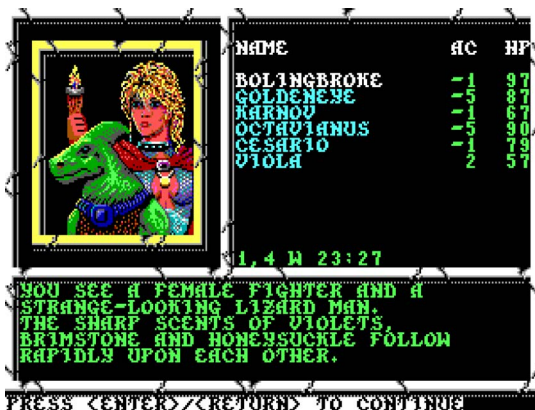 NAME AC HP
BOLINGBROKE -1 97
GOLDENEYE -5 87
KARNOV -1 67
OCTAVIANUS -5 90
CESARIO -1 79
VIOLA 2 57
1,4 W 23:27
YOU SEE A FEMALE FIGHTER AND A
STRANGE-LOOKING LIZARD MAN.
THE SHARP SCENTS OF VIOLETS,
BRIMSTONE AND HONEYSUCKLE FOLLOW
RAPIDLY UPON EACH OTHER.
PRESS <ENTER>/<RETURN> TO CONTINUE